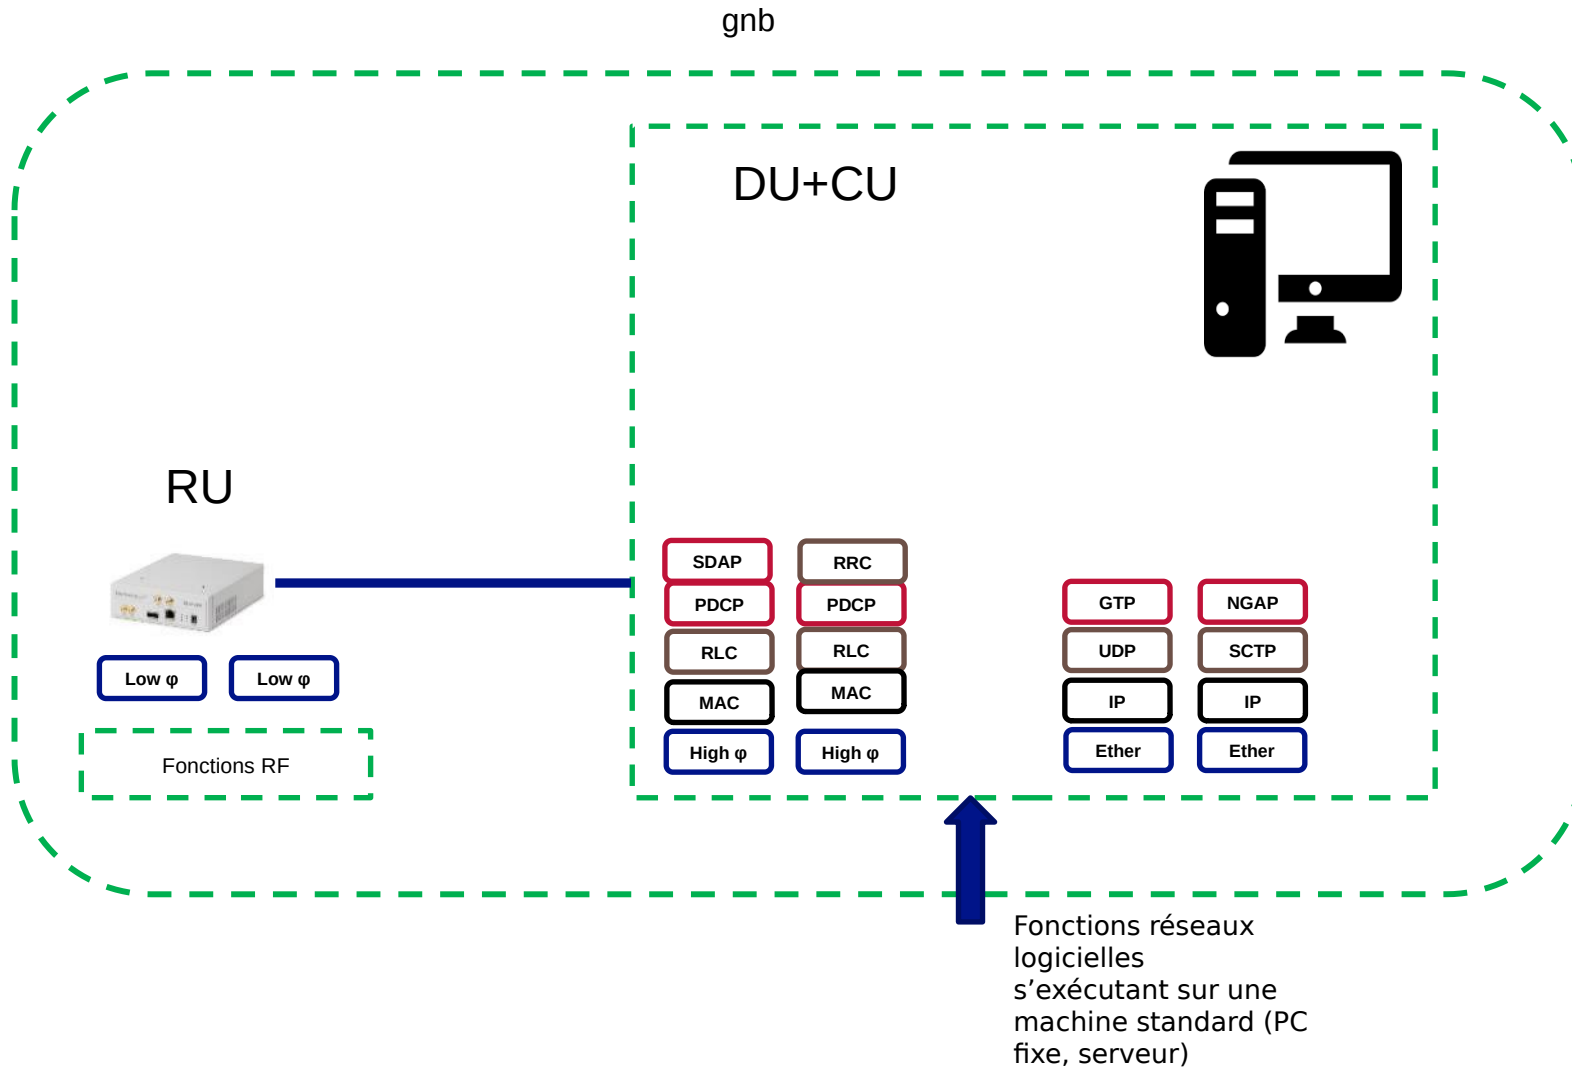 gnb
DU+CU
RU
SDAP RRC
PDCP PDCP GTP NGAP
RLC RLC UDP SCTP
Low φ Low φ
MAC MAC IP IP
High φ High φ Ether Ether
Fonctions RF
Fonctions réseaux
logicielles
s’exécutant sur une
machine standard (PC
fixe, serveur)